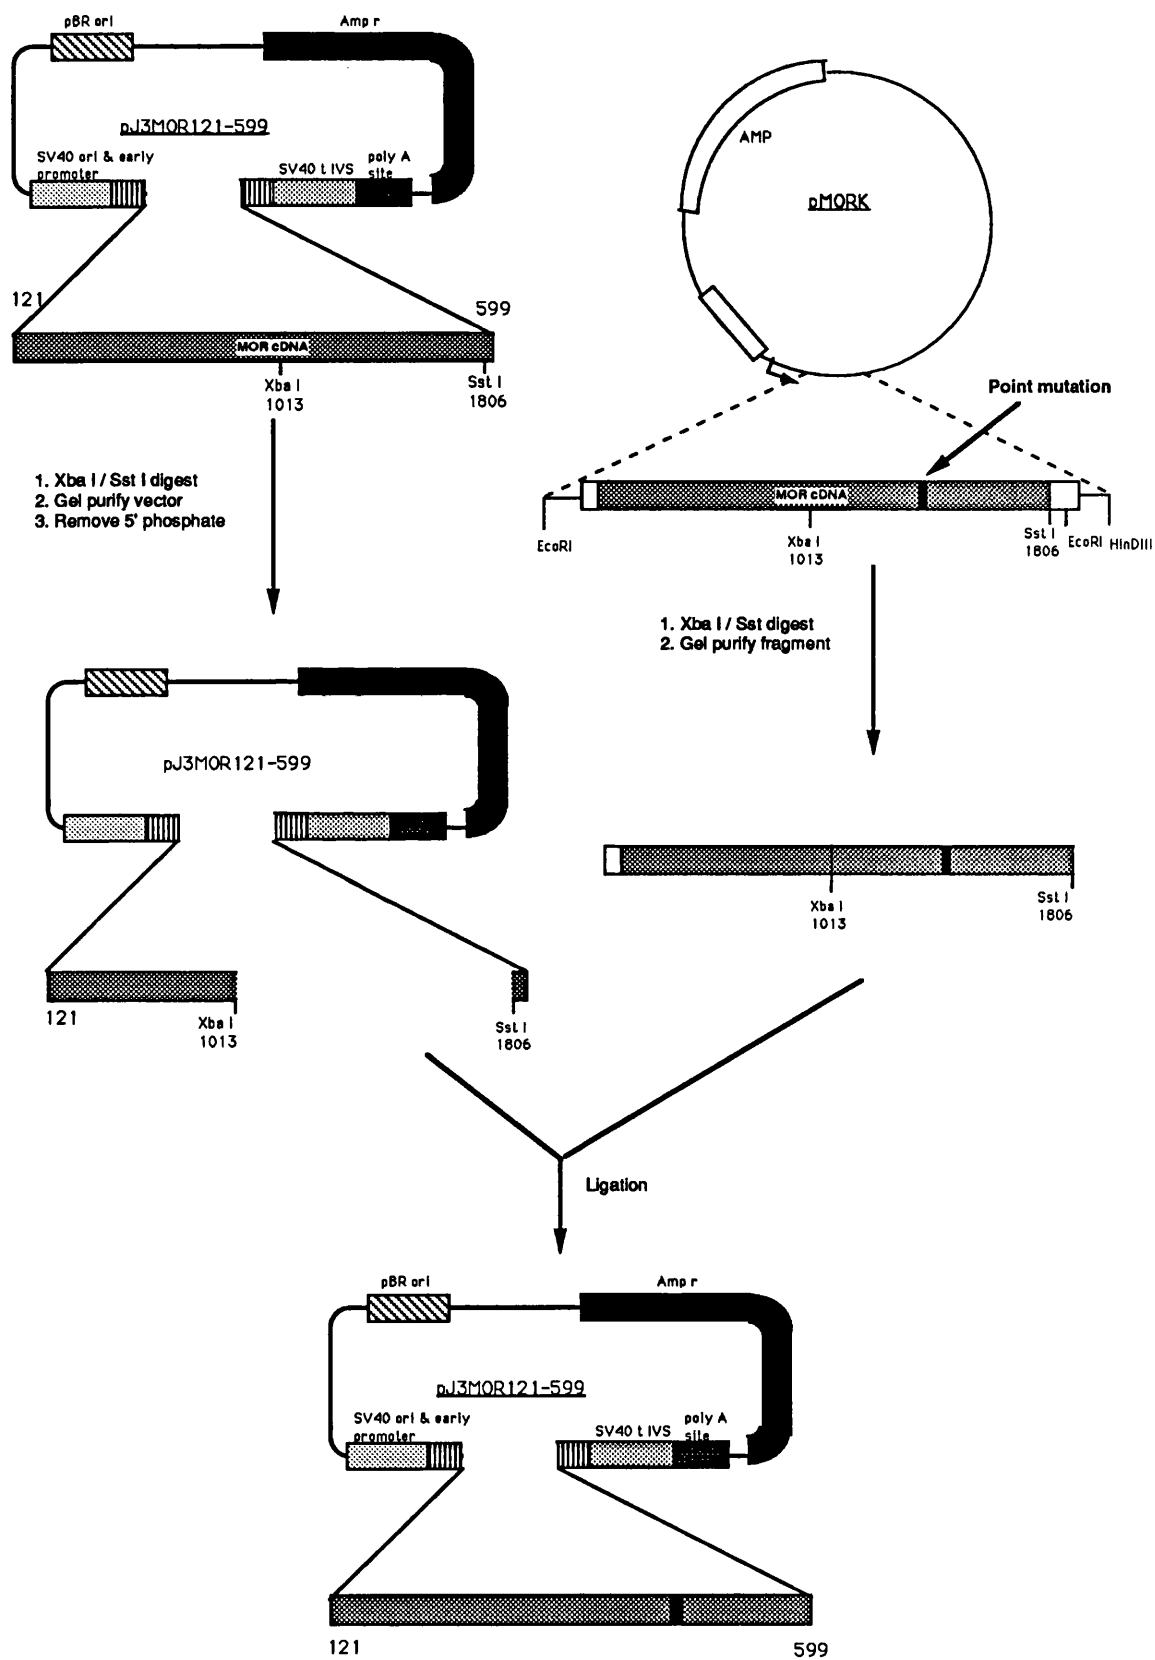 pBR ori
Amp r
pJ3MOR121-599
SV40 ori & early
promoter
SV40 t IVS
poly A
site
121
599
MOR cDNA
Xba I
1013
Sst I
1806
1. Xba I / Sst I digest
2. Gel purify vector
3. Remove 5' phosphate
AMP
pMORK
Point mutation
MOR cDNA
EcoRI
Xba I
1013
Sst I
1806
EcoRI
HinDIII
1. Xba I / Sst digest
2. Gel purify fragment
pJ3MOR121-599
121
Xba I
1013
Sst I
1806
Xba I
1013
Sst I
1806
Ligation
pBR ori
Amp r
pJ3MOR121-599
SV40 ori & early
promoter
SV40 t IVS
poly A
site
121
599